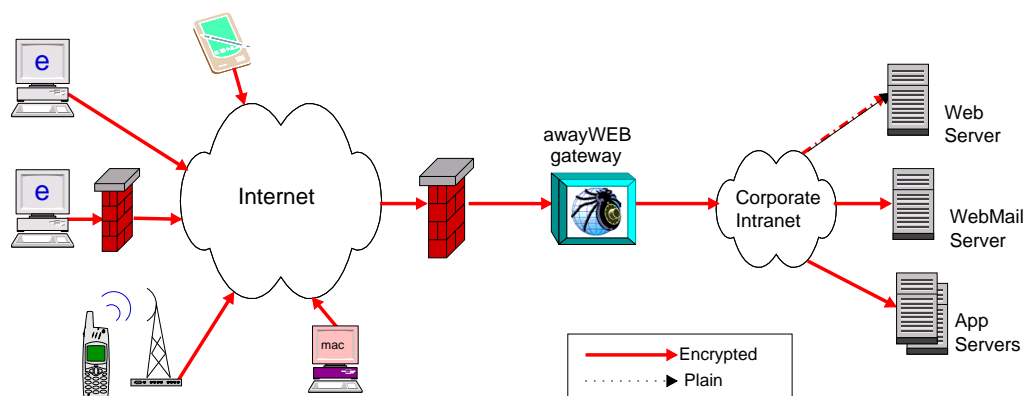 e
awayWEB
gateway
Web
Server
e
Internet
Corporate
Intranet
WebMail
Server
mac
App
Servers
Encrypted
Plain